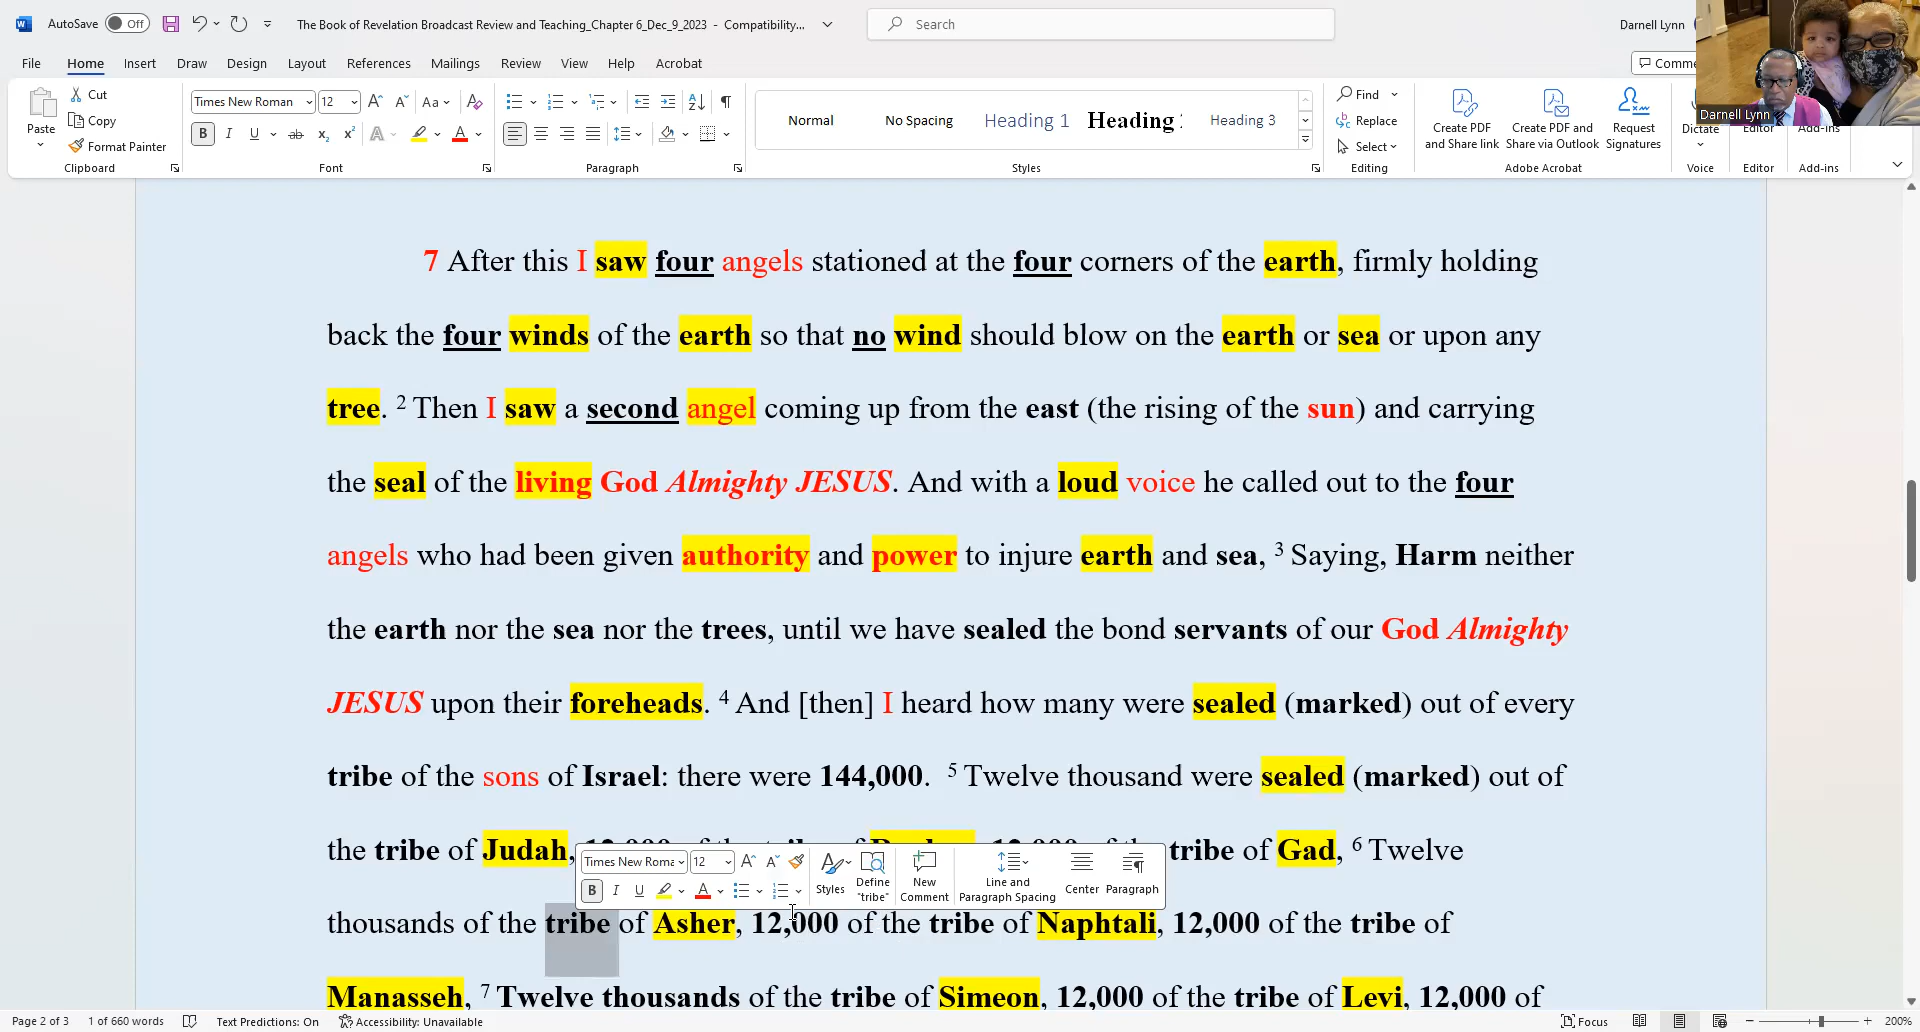 AutoSave Off The Book of Revelation Broadcast Review and Teaching_Chapter 6_Dec_9_2023 - Compatibility... Search Darnell Lynn
File Home Insert Draw Design Layout References Mailings Review View Help Acrobat Comme
Darnell Lynn
Paste Cut Copy Format Painter
Times New Roman 12
Normal No Spacing Heading 1 Heading Heading 3
Find Replace Select
Create PDF and Share link Create PDF and Share via Outlook Request Signatures Dictate Editor Add-ins
Clipboard Font Paragraph Styles Editing Adobe Acrobat Voice Editor Add-ins
7 After this I saw four angels stationed at the four corners of the earth, firmly holding
back the four winds of the earth so that no wind should blow on the earth or sea or upon any
tree. 2 Then I saw a second angel coming up from the east (the rising of the sun) and carrying
the seal of the living God Almighty JESUS. And with a loud voice he called out to the four
angels who had been given authority and power to injure earth and sea, 3 Saying, Harm neither
the earth nor the sea nor the trees, until we have sealed the bond servants of our God Almighty
JESUS upon their foreheads. 4 And [then] I heard how many were sealed (marked) out of every
tribe of the sons of Israel: there were 144,000. 5 Twelve thousand were sealed (marked) out of
the tribe of Judah, tribe of Gad, 6 Twelve
Times New Roma 12
Styles Define "tribe" New Comment Line and Paragraph Spacing Center Paragraph
thousands of the tribe of Asher, 12,000 of the tribe of Naphtali, 12,000 of the tribe of
Manasseh, 7 Twelve thousands of the tribe of Simeon, 12,000 of the tribe of Levi, 12,000 of
Page 2 of 3 1 of 660 words Text Predictions: On Accessibility: Unavailable Focus 200%